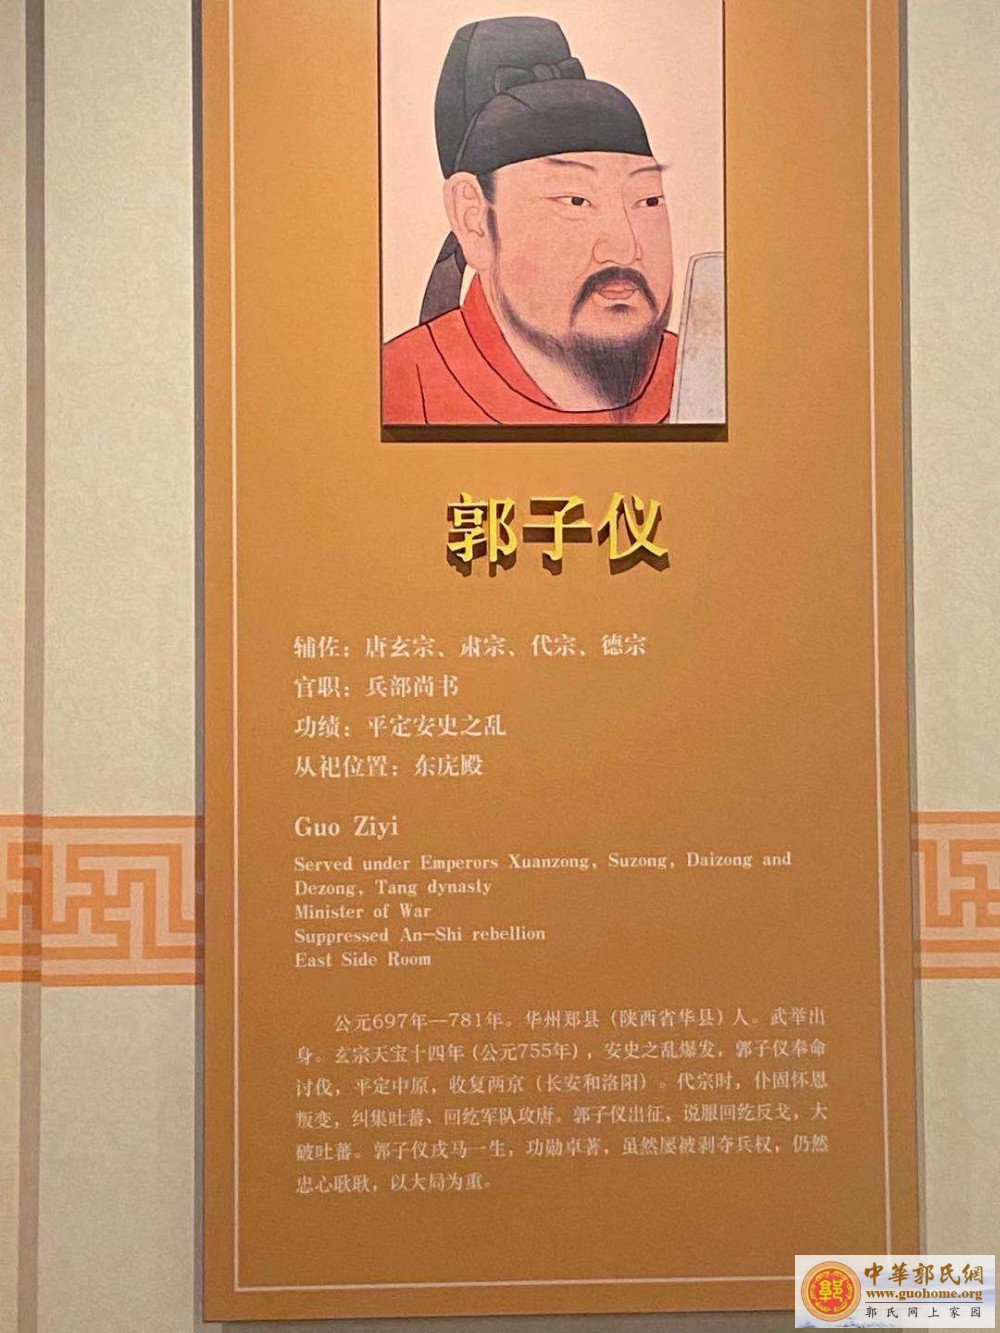 郭子仪
辅佐：唐玄宗、肃宗、代宗、德宗
官职：兵部尚书
功绩：平定安史之乱
从祀位置：东庑殿
Guo Ziyi
Served under Emperors Xuanzong, Suzong, Daizong and
Dezong, Tang dynasty
Minister of War
Suppressed An-Shi rebellion
East Side Room
公元697年—781年。华州郑县（陕西省华县）人。武举出
身。玄宗天宝十四年（公元755年），安史之乱爆发，郭子仪奉命
讨伐，平定中原，收复两京（长安和洛阳）。代宗时，仆固怀恩
叛变，纠集吐蕃、回纥军队攻唐。郭子仪出征，说服回纥反戈，大
破吐蕃。郭子仪戎马一生，功勋卓著，虽然屡被剥夺兵权，仍然
忠心耿耿，以大局为重。
郭
中華郭氏網
www.guohome.org
郭氏网上家园